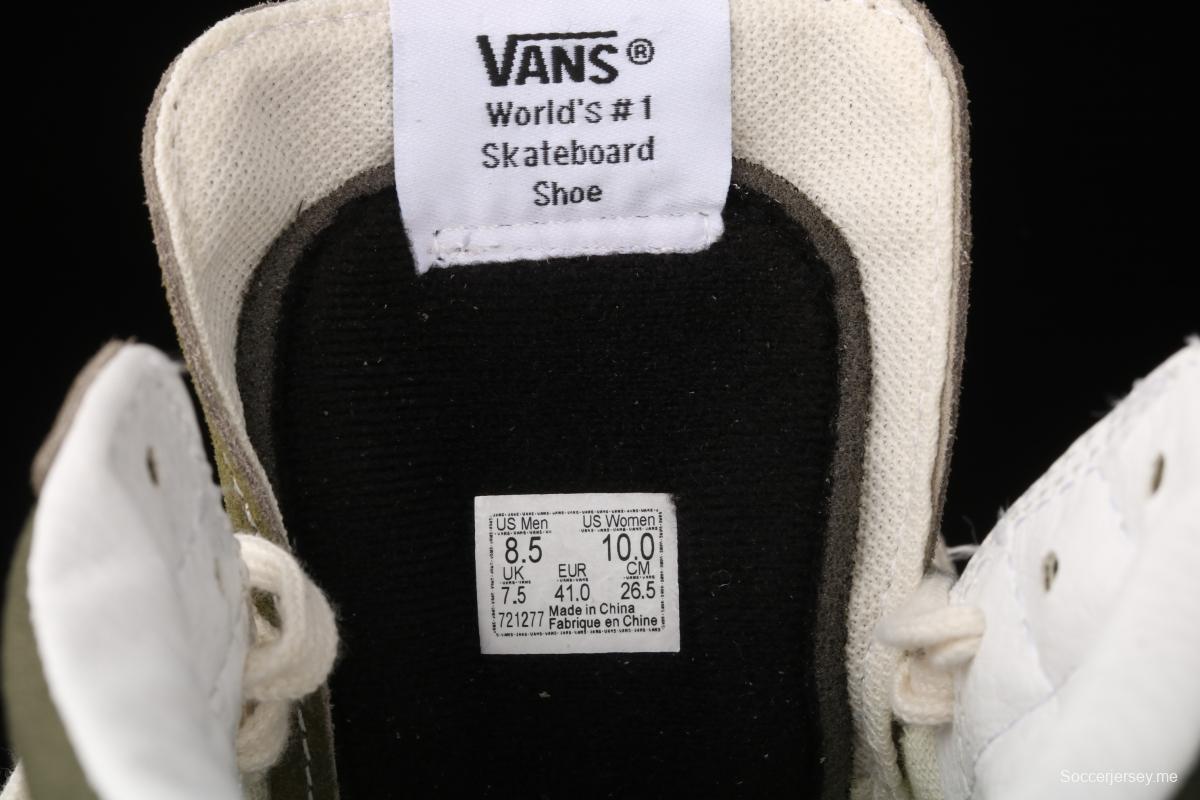 VANS®
World's #1
Skateboard
Shoe
US Men US Women
8.5 10.0
UK EUR CM
7.5 41.0 26.5
721277 Made in China
Fabrique en Chine
Soccerjersey.me